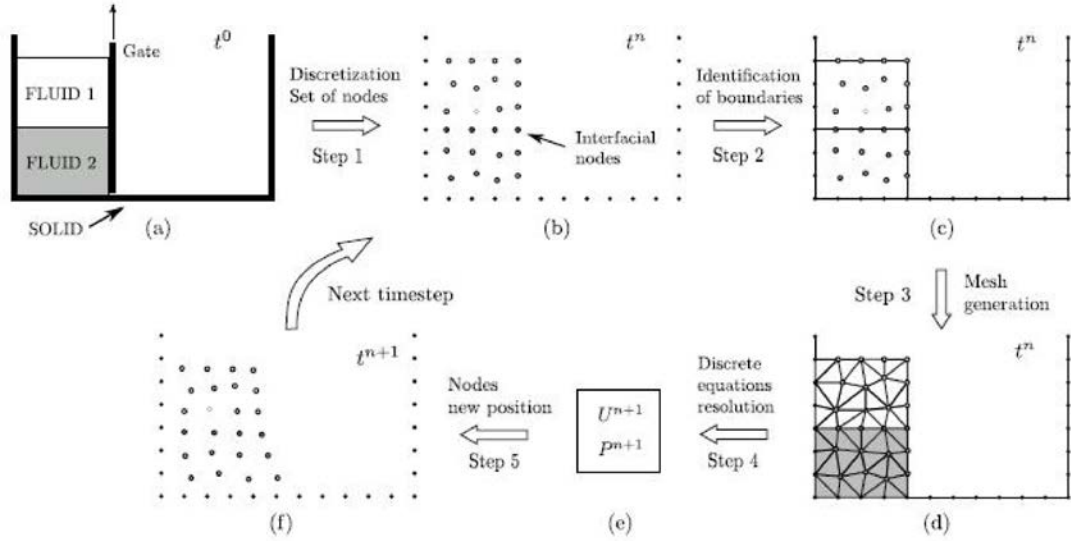 t^0
Gate
FLUID 1
FLUID 2
SOLID
(a)
Discretization
Set of nodes
Step 1
t^n
Interfacial
nodes
(b)
Identification
of boundaries
Step 2
t^n
(c)
Step 3
Mesh
generation
t^n
(d)
Discrete
equations
resolution
Step 4
U^{n+1}
P^{n+1}
(e)
Nodes
new position
Step 5
t^{n+1}
(f)
Next timestep